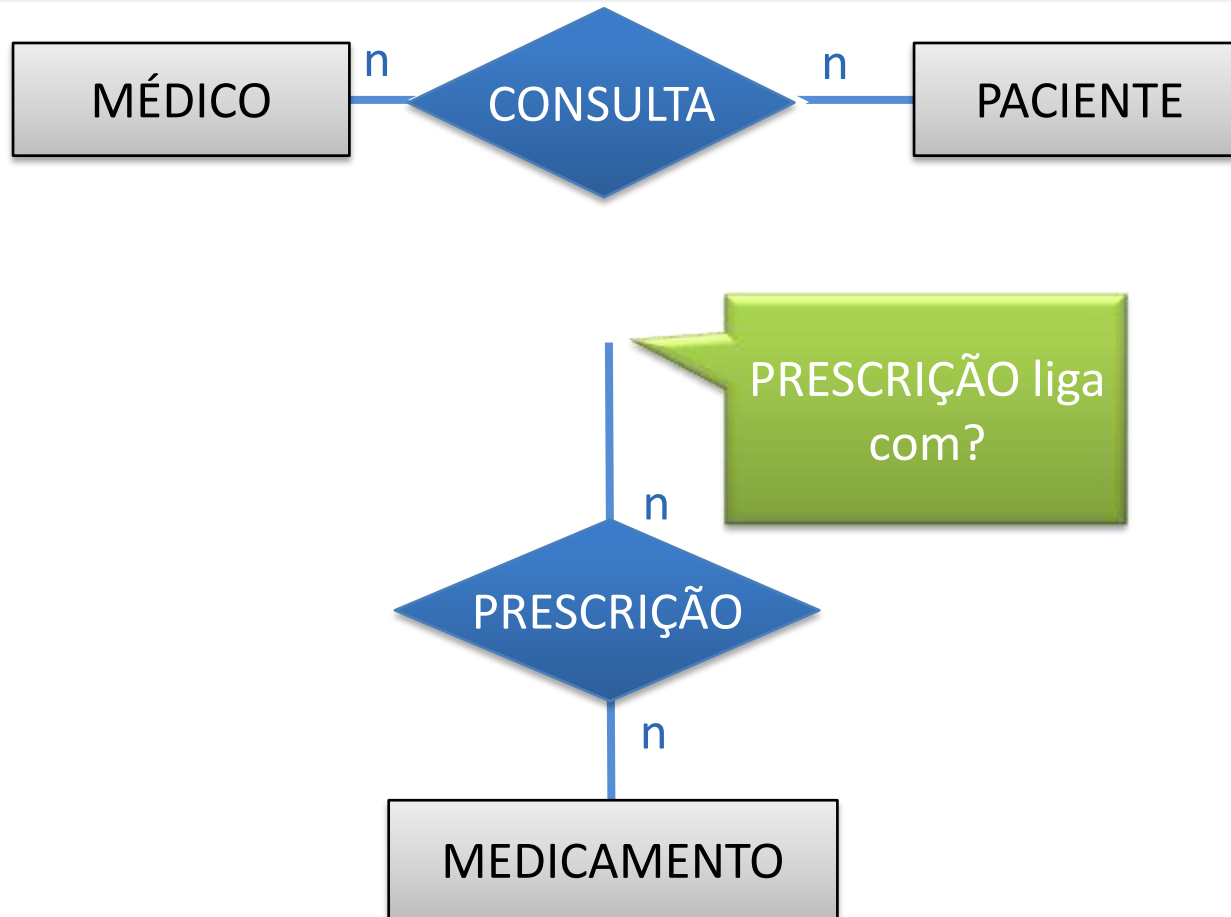 MÉDICO
n
CONSULTA
n
PACIENTE
PRESCRIÇÃO liga
com?
n
PRESCRIÇÃO
n
MEDICAMENTO